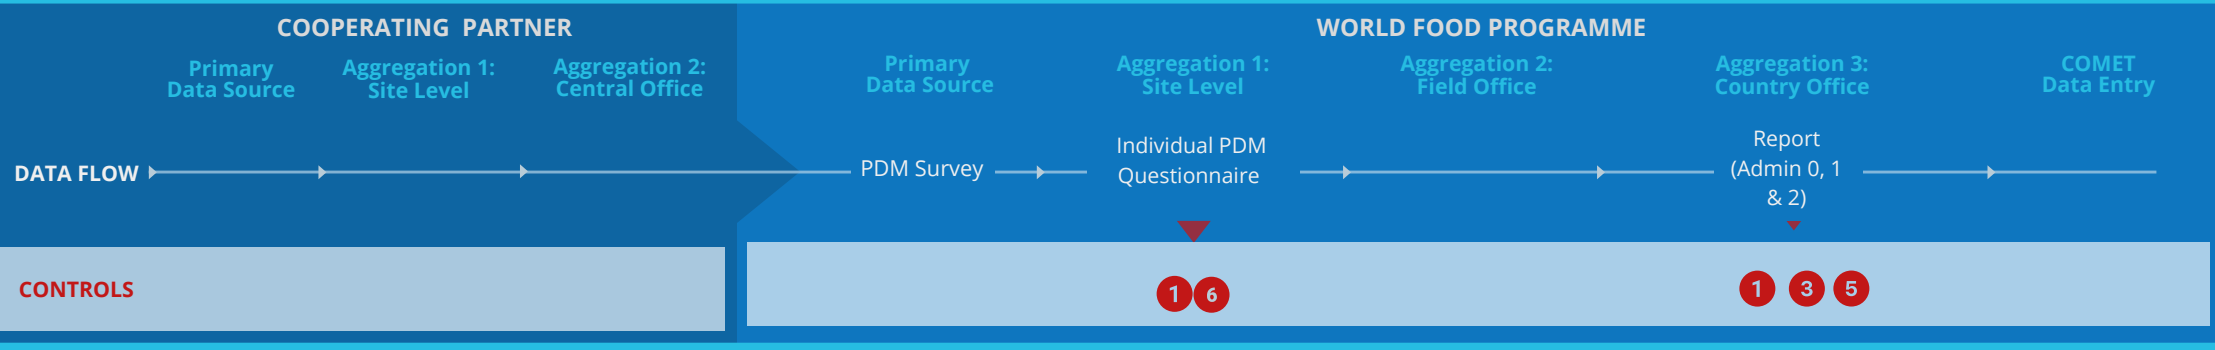 COOPERATING PARTNER
WORLD FOOD PROGRAMME
Primary
Data Source
Aggregation 1:
Site Level
Aggregation 2:
Central Office
Primary
Data Source
Aggregation 1:
Site Level
Aggregation 2:
Field Office
Aggregation 3:
Country Office
COMET
Data Entry
DATA FLOW
PDM Survey
Individual PDM
Questionnaire
Report
(Admin 0, 1
& 2)
CONTROLS
1 6
1 3 5